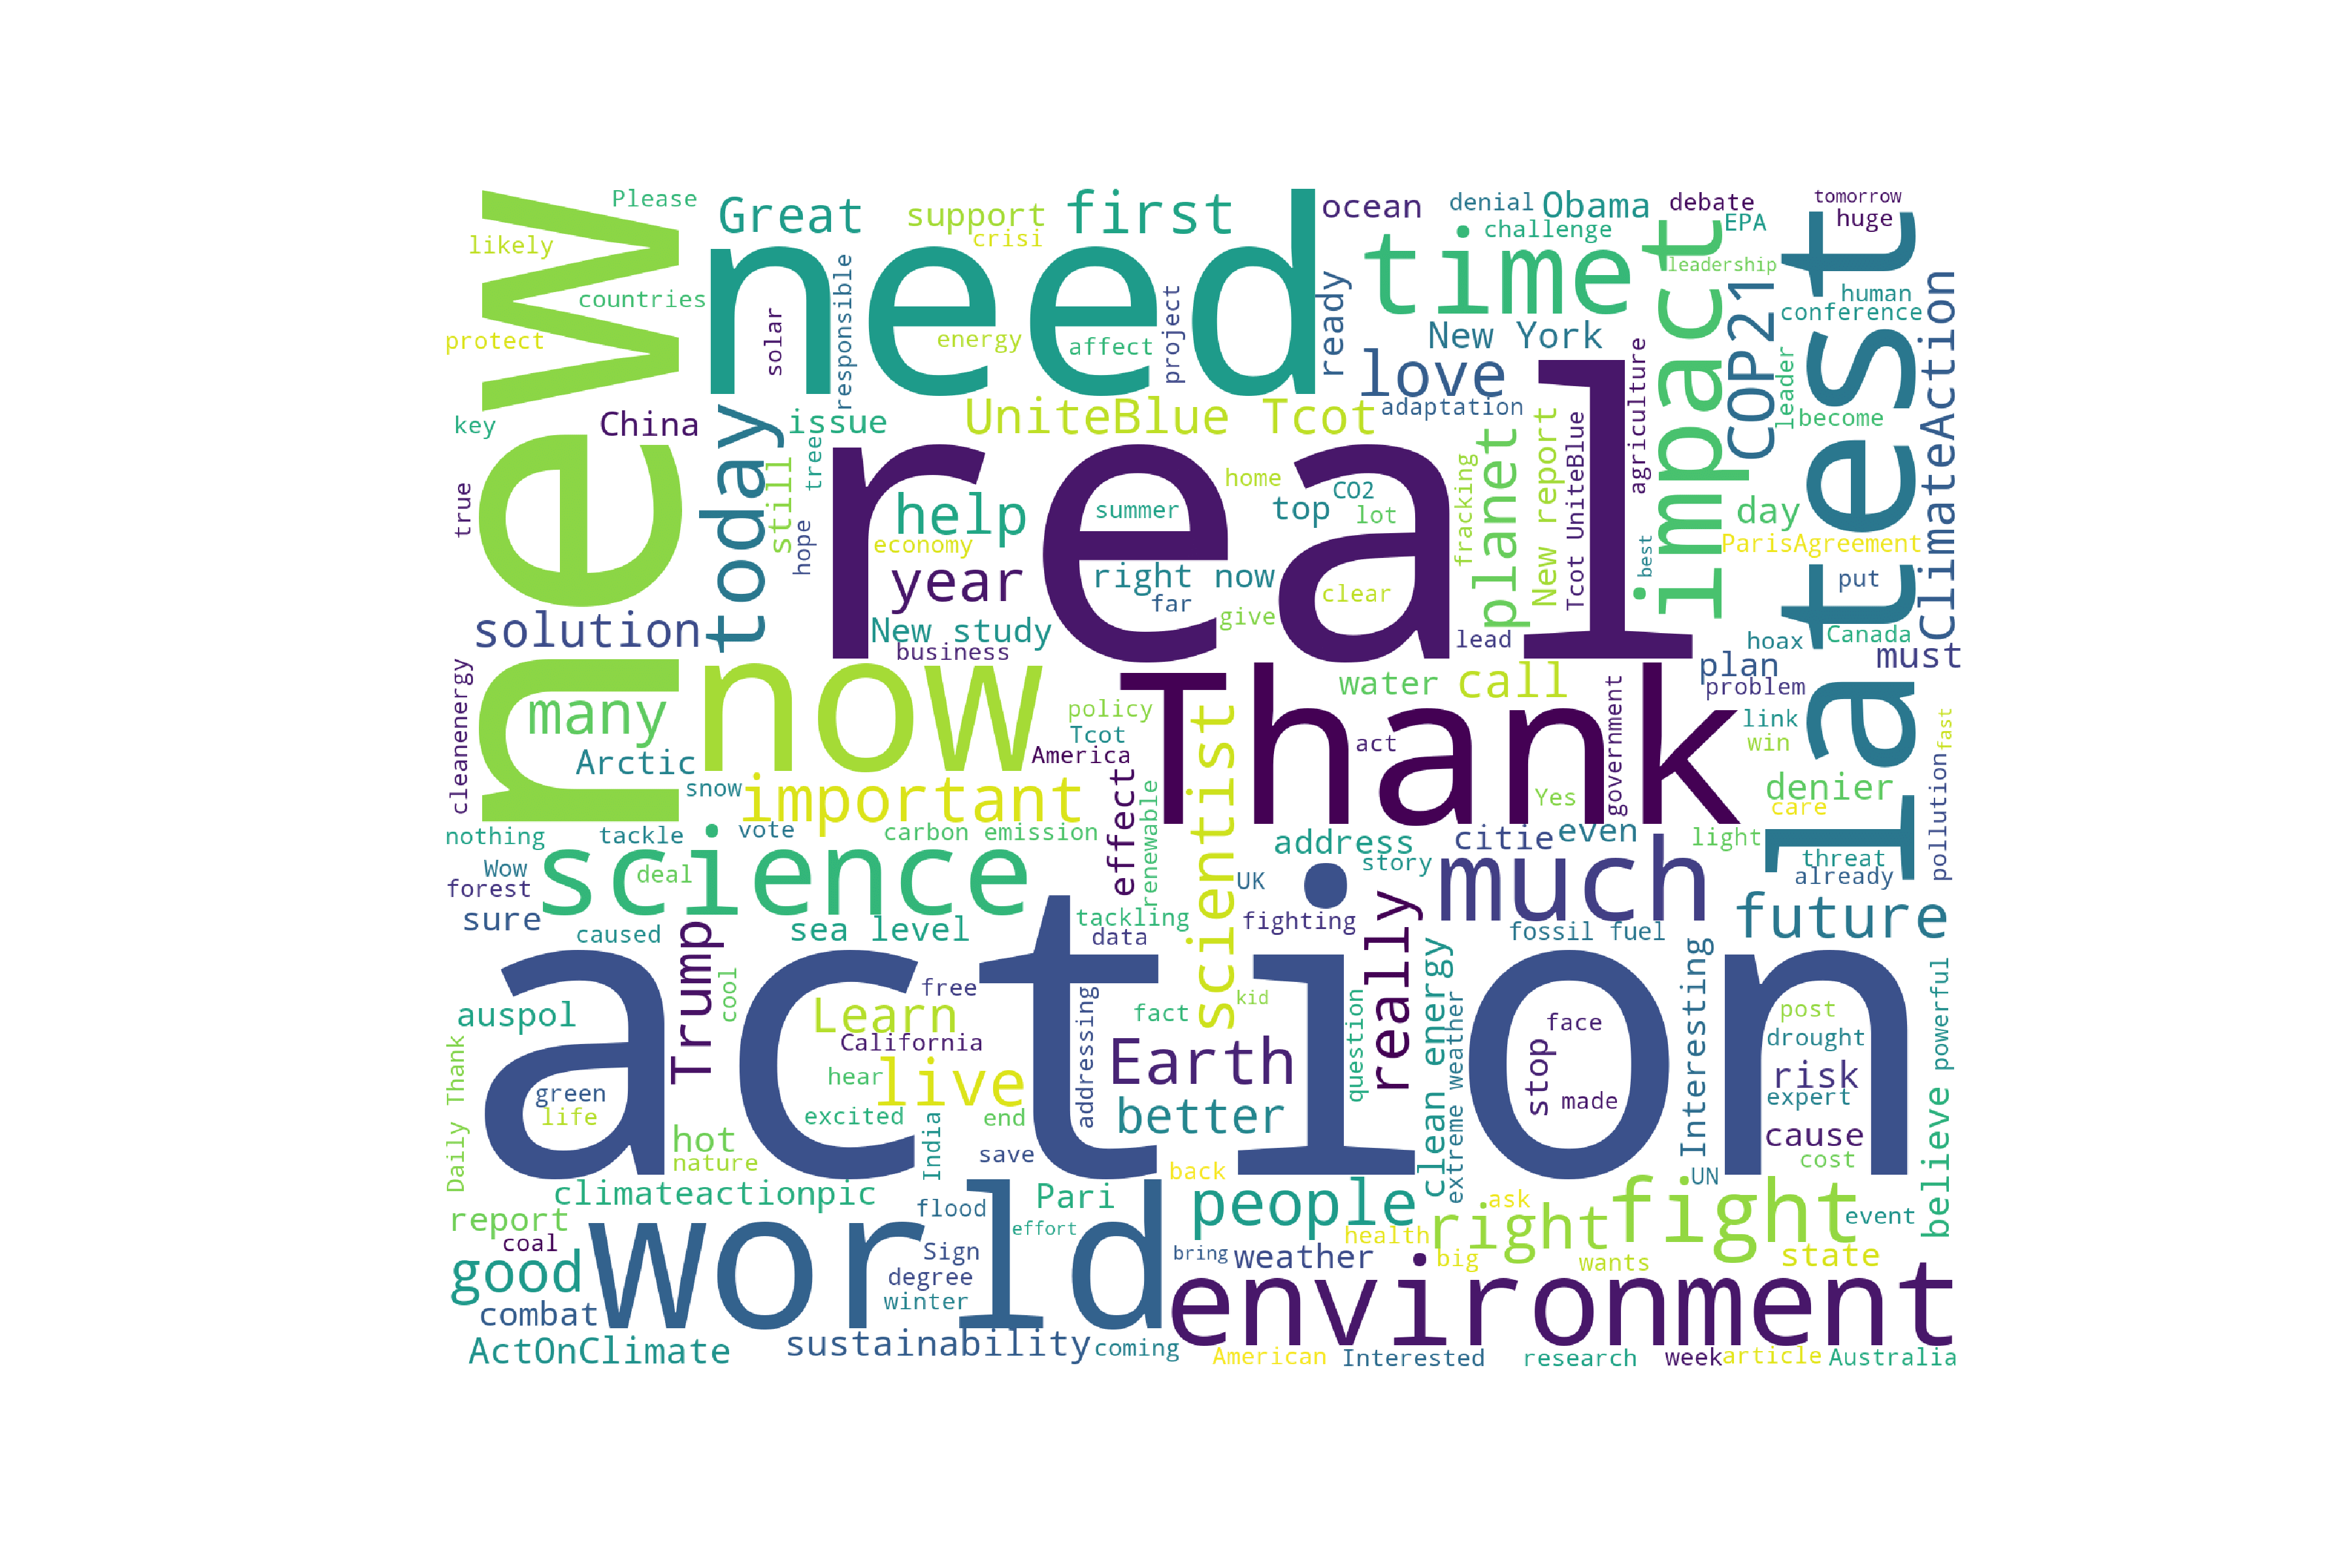 new
need
real
Thank
action
latest
now
world
time
impact
science
environment
much
fight
today
Please
Great
support
first
ocean
denial
Obama
debate
tomorrow
huge
likely
crisi
challenge
EPA
leadership
countries
responsible
solar
project
ready
New York
COP21
human
conference
ClimateAction
protect
energy
affect
love
leader
key
China
issue
UniteBlue Tcot
adaptation
planet
New report
Tcot UniteBlue
agriculture
become
true
still
tree
hope
help
summer
home
top
CO2
lot
fracking
day
ParisAgreement
economy
year
right now
far
give
clear
best
put
solution
New study
business
lead
hoax
Canada
plan
must
problem
cleanenergy
many
Arctic
snow
important
policy
Tcot
America
scientist
water
call
act
government
link
win
fast
pollution
Yes
denier
care
effect
renewable
nothing
tackle
vote
carbon emission
address
citie
even
light
threat
already
Wow
forest
deal
story
UK
sure
caused
sea level
tackling
data
fighting
really
fossil fuel
future
Trump
cool
free
auspol
Learn
California
addressing
fact
kid
question
clean energy
extreme weather
Interesting
face
stop
made
post
drought
risk
expert
believe
powerful
Daily Thank
green
life
hear
live
excited
India
end
Earth
better
cause
cost
hot
nature
save
back
UN
climateactionpic
flood
Pari
effort
people
ask
right
event
report
coal
Sign
bring
weather
health
big
wants
state
good
degree
winter
combat
ActOnClimate
sustainability
coming
American
Interested
research
week
article
Australia